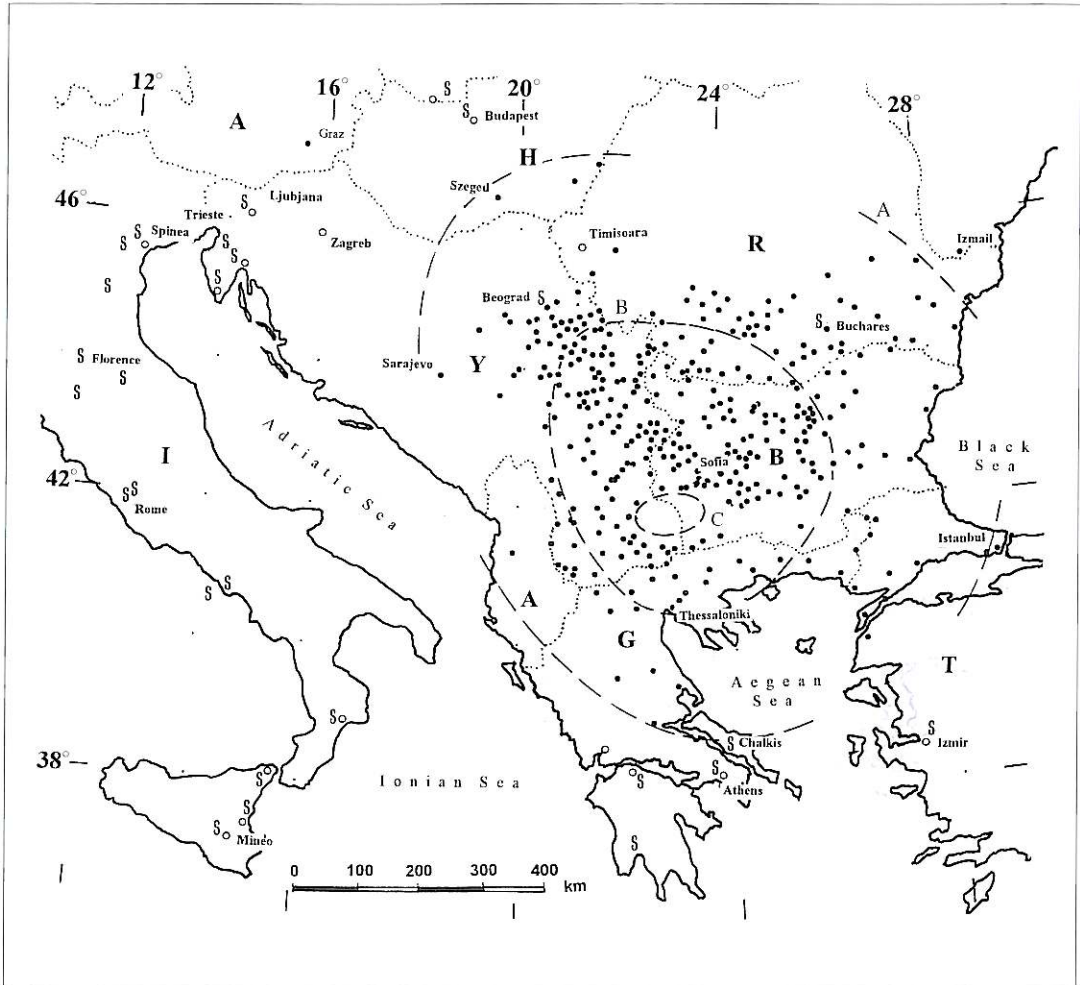 12° 16° 20° 24° 28°
S
S
Budapest
A
Graz
H
Szeged
46°
Ljubjana
S
Trieste
S
Spinea
S
S
S
S
Zagreb
Timisoara
R
A
Izmail
S
S
Beograd S
B
S
Buchares
S
Florence
S
S
Sarajevo
Y
Adriatic Sea
I
Sofia
B
Black
Sea
42°
S S
Rome
C
Istanbul
S S
A
Thessaloniki
G
T
Aegean
Sea
S
S
Chalkis
S
Izmir
38°
S
Ionian Sea
S
S
Athens
S
S
Mineo
S
0 100 200 300 400
km